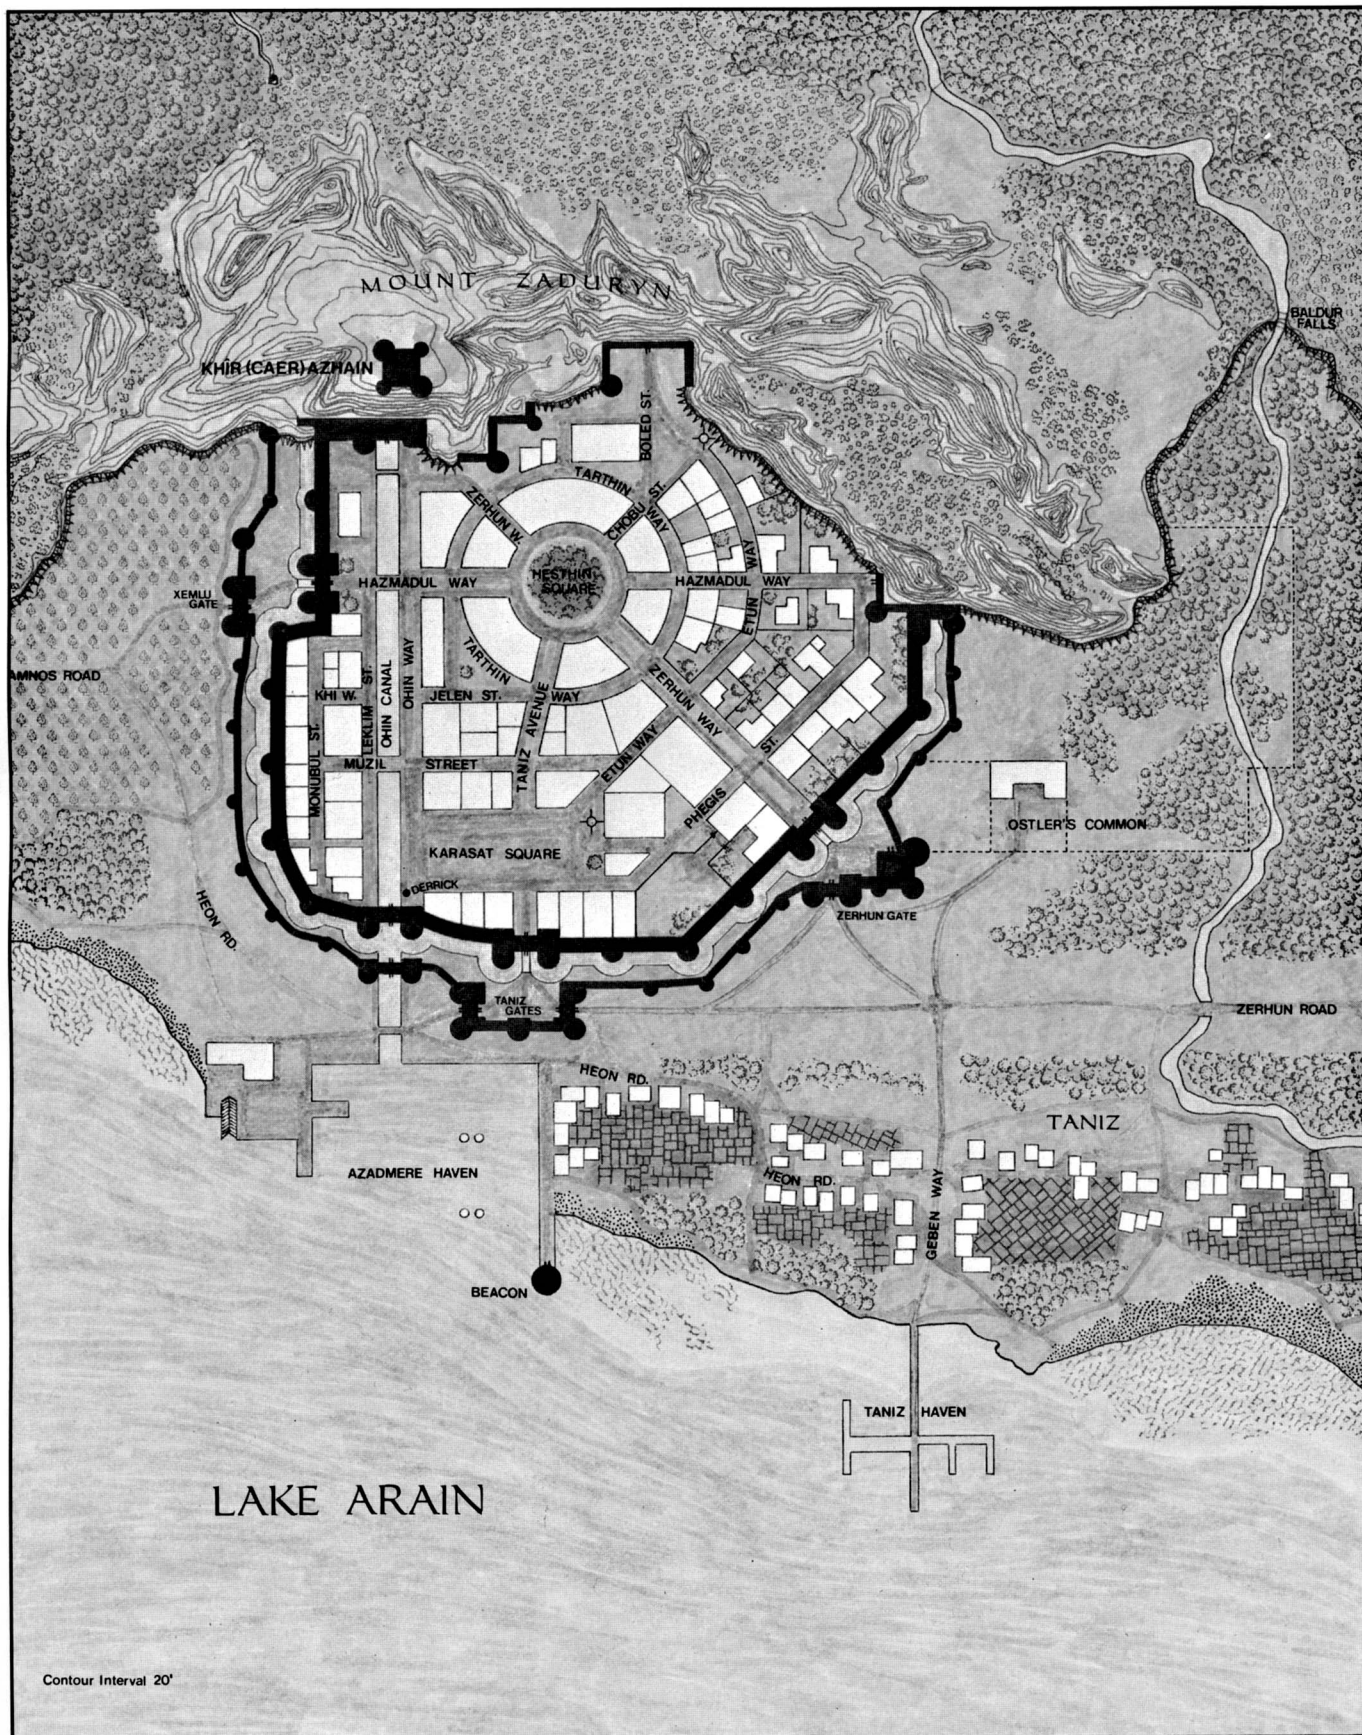 MOUNT ZADURYN
BALDUR
FALLS
KHÎR (CAER) AZHAIN
BOLED ST.
TARTHIN WAY
ZERHUN W.
CHOBU ST.
HESTHIN
SQUARE
HAZMADUL WAY
HAZMADUL WAY
ETUN WAY
XEMLU
GATE
AMNOS ROAD
TARTHIN WAY
ZERHUN WAY
KHI W. ST.
LEKLIM ST.
OHIN CANAL
OHIN WAY
JELEN ST.
TANIZ AVENUE
ETUN WAY
MONUBUL ST.
MUZIL STREET
PHEGIS ST.
OSTLER'S COMMON
KARASAT SQUARE
DERRICK
HEON RD.
ZERHUN GATE
TANIZ
GATES
ZERHUN ROAD
HEON RD.
TANIZ
AZADMERE HAVEN
HEON RD.
GEBEN WAY
BEACON
TANIZ HAVEN
LAKE ARAIN
Contour Interval 20'